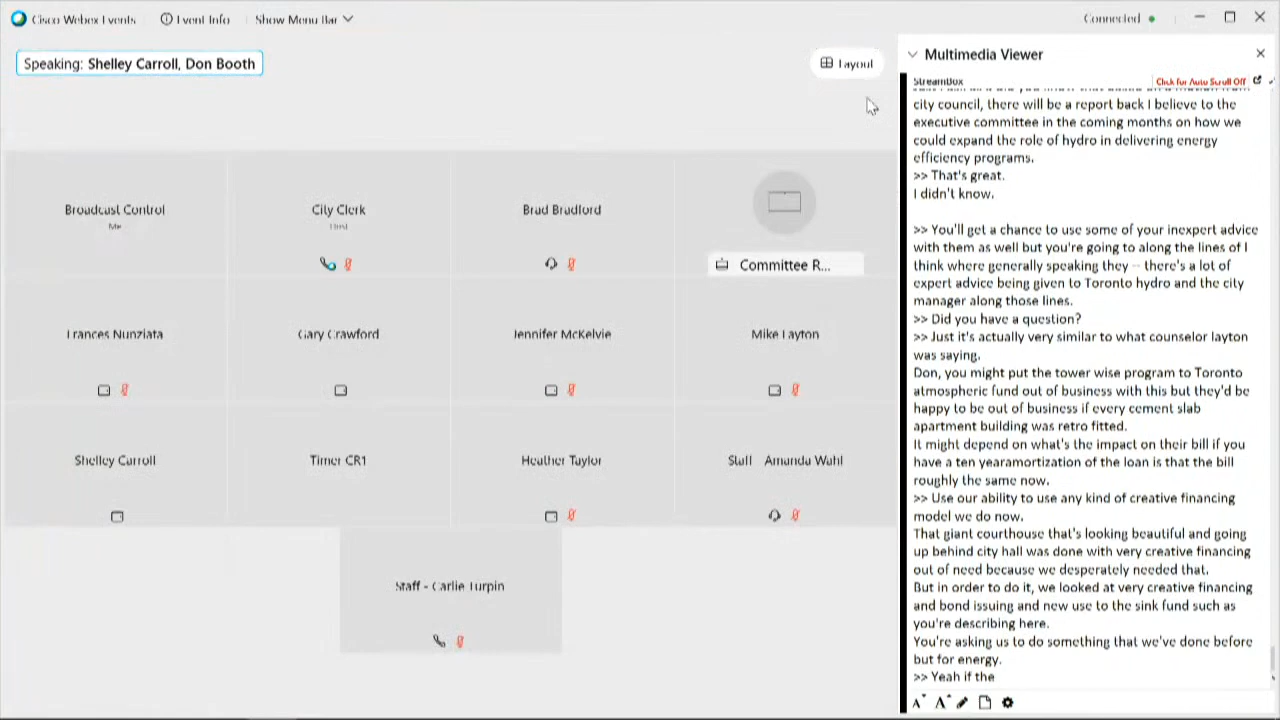 Cisco Webex Events
Event Info
Show Menu Bar
Connected
Speaking: Shelley Carroll, Don Booth
Layout
Broadcast Control
Me
City Clerk
Host
Brad Bradford
Committee R...
Frances Nunziata
Gary Crawford
Jennifer McKelvie
Mike Layton
Shelley Carroll
Timer CR1
Heather Taylor
Staff Amanda Wahl
Staff - Carlie Turpin
Multimedia Viewer
StreamBox
Click for Auto Scroll Off
city council, there will be a report back I believe to the
executive committee in the coming months on how we
could expand the role of hydro in delivering energy
efficiency programs.
>> That's great.
I didn't know.
>> You'll get a chance to use some of your inexpert advice
with them as well but you're going to along the lines of I
think where generally speaking they -- there's a lot of
expert advice being given to Toronto hydro and the city
manager along those lines.
>> Did you have a question?
>> Just it's actually very similar to what counselor layton
was saying.
Don, you might put the tower wise program to Toronto
atmospheric fund out of business with this but they'd be
happy to be out of business if every cement slab
apartment building was retro fitted.
It might depend on what's the impact on their bill if you
have a ten yearamortization of the loan is that the bill
roughly the same now.
>> Use our ability to use any kind of creative financing
model we do now.
That giant courthouse that's looking beautiful and going
up behind city hall was done with very creative financing
out of need because we desperately needed that.
But in order to do it, we looked at very creative financing
and bond issuing and new use to the sink fund such as
you're describing here.
You're asking us to do something that we've done before
but for energy.
>> Yeah if the